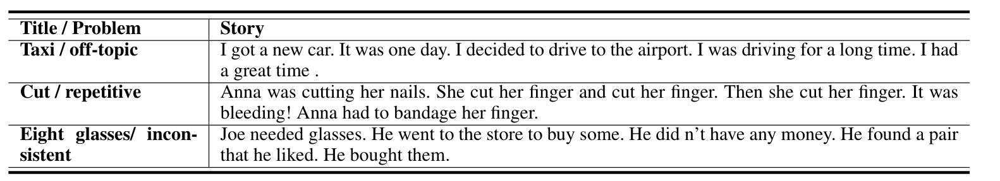 Title / Problem
Story
Taxi / off-topic
I got a new car. It was one day. I decided to drive to the airport. I was driving for a long time. I had
a great time .
Cut / repetitive
Anna was cutting her nails. She cut her finger and cut her finger. Then she cut her finger. It was
bleeding! Anna had to bandage her finger.
Eight glasses/ incon-
sistent
Joe needed glasses. He went to the store to buy some. He did n't have any money. He found a pair
that he liked. He bought them.